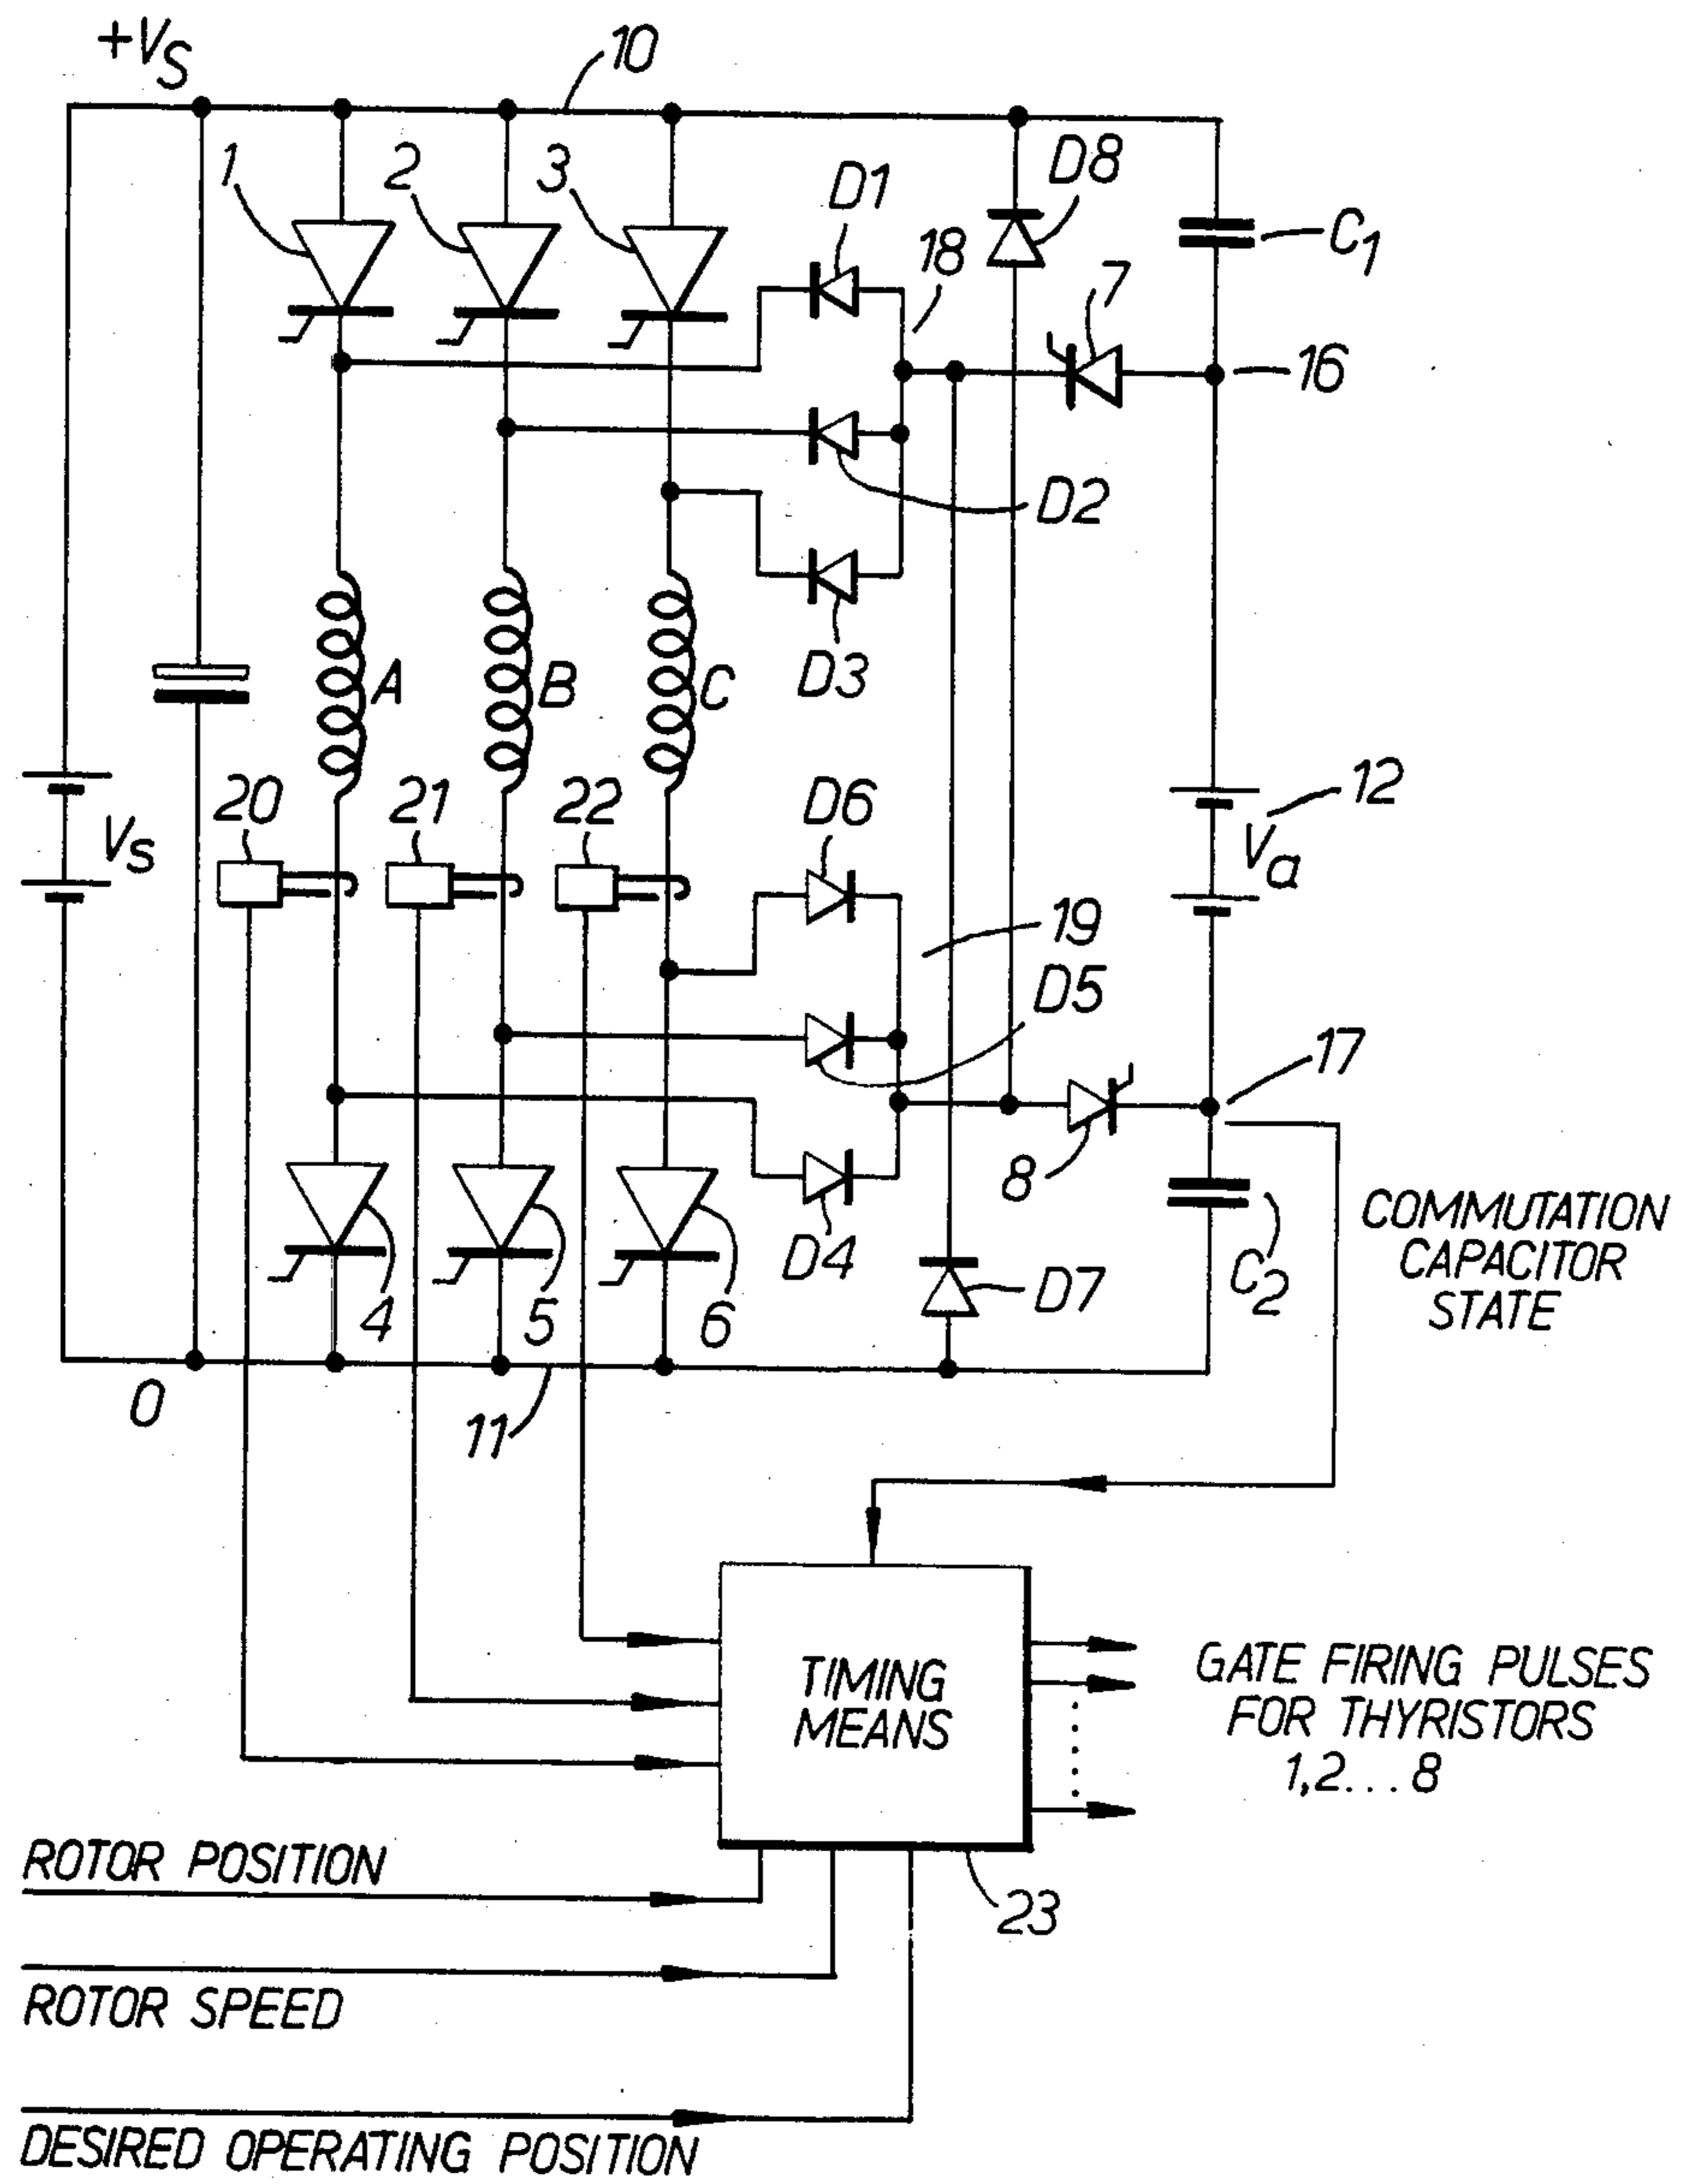 +VS
10
1
2
3
D1
18
D8
C1
7
16
D2
D3
A
B
C
20
21
22
VS
D6
12
Va
19
D5
17
8
D4
D7
C2
COMMUTATION
CAPACITOR
STATE
4
5
6
0
11
TIMING
MEANS
GATE FIRING PULSES
FOR THYRISTORS
1,2...8
ROTOR POSITION
23
ROTOR SPEED
DESIRED OPERATING POSITION